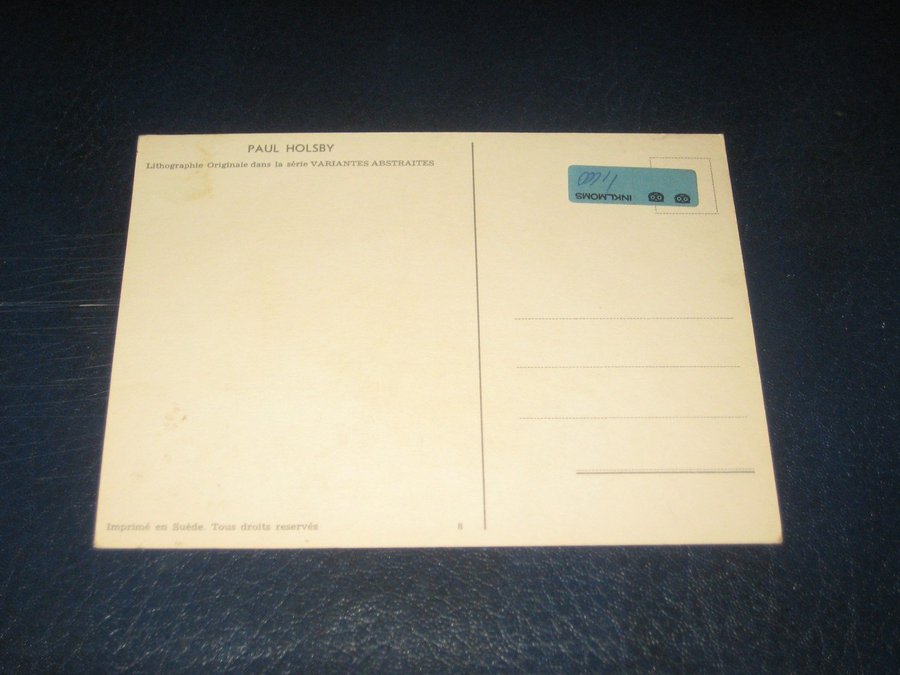 PAUL HOLSBY
Lithographie Originale dans la série VARIANTES ABSTRAITES
INKL.MOMS
Imprimé en Suède. Tous droits reservés
8